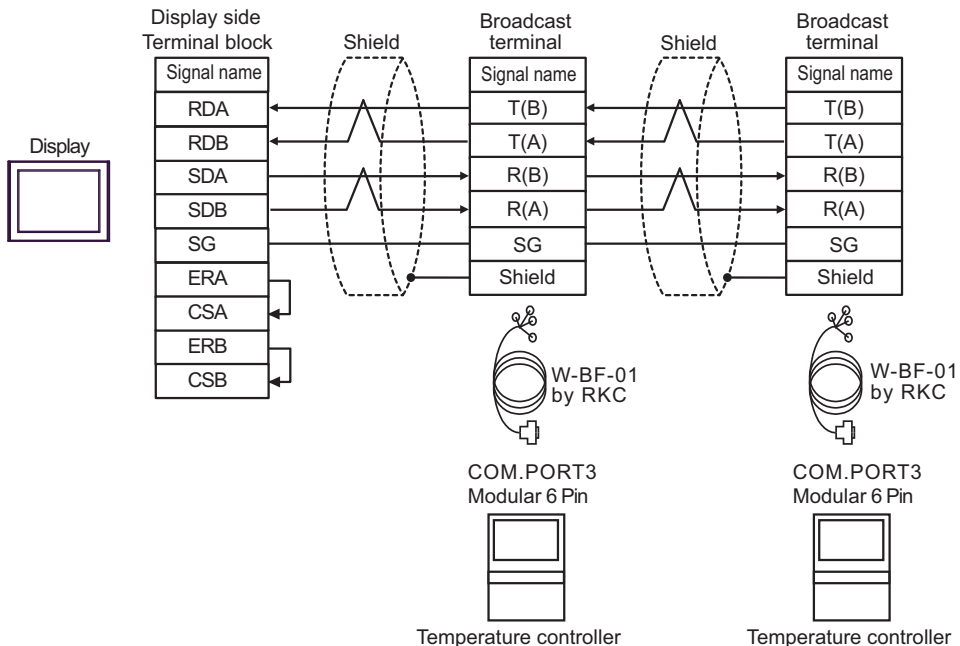 Display side
Terminal block
Shield
Broadcast
terminal
Shield
Broadcast
terminal
Signal name
Signal name
Signal name
RDA
T(B)
T(B)
RDB
T(A)
T(A)
Display
SDA
R(B)
R(B)
SDB
R(A)
R(A)
SG
SG
SG
ERA
Shield
Shield
CSA
ERB
CSB
W-BF-01
by RKC
W-BF-01
by RKC
COM.PORT3
Modular 6 Pin
COM.PORT3
Modular 6 Pin
Temperature controller
Temperature controller